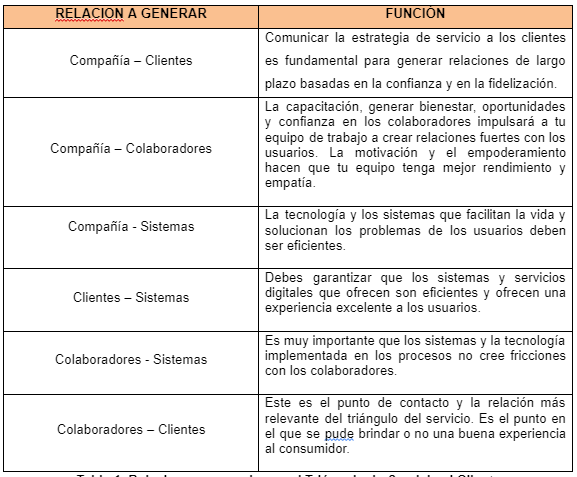 RELACION A GENERAR
FUNCIÓN
Compañía – Clientes
Comunicar la estrategia de servicio a los clientes
es fundamental para generar relaciones de largo
plazo basadas en la confianza y en la fidelización.
Compañía – Colaboradores
La capacitación, generar bienestar, oportunidades
y confianza en los colaboradores impulsará a tu
equipo de trabajo a crear relaciones fuertes con los
usuarios. La motivación y el empoderamiento
hacen que tu equipo tenga mejor rendimiento y
empatía.
Compañía - Sistemas
La tecnología y los sistemas que facilitan la vida y
solucionan los problemas de los usuarios deben
ser eficientes.
Clientes – Sistemas
Debes garantizar que los sistemas y servicios
digitales que ofrecen son eficientes y ofrecen una
experiencia excelente a los usuarios.
Colaboradores - Sistemas
Es muy importante que los sistemas y la tecnología
implementada en los procesos no cree fricciones
con los colaboradores.
Colaboradores – Clientes
Este es el punto de contacto y la relación más
relevante del triángulo del servicio. Es el punto en
el que se pude brindar o no una buena experiencia
al consumidor.